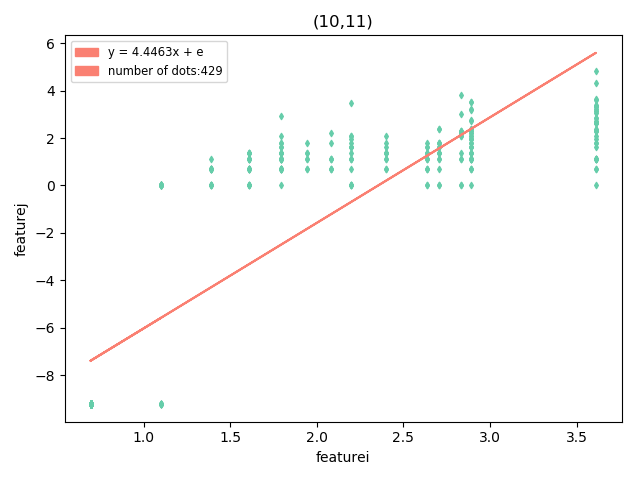 (10,11)
y = 4.4463x + e
number of dots:429
6
4
2
0
−2
−4
−6
−8
featurej
1.0 1.5 2.0 2.5 3.0 3.5
featurei